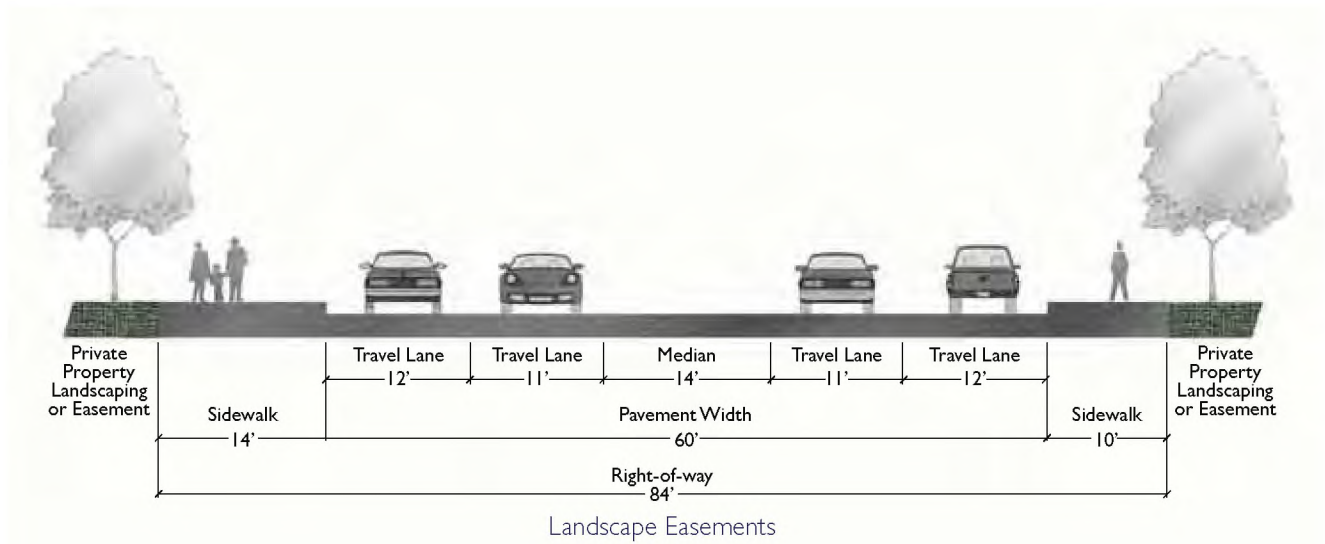 Private
Property
Landscaping
or Easement
Travel Lane
12'
Travel Lane
11'
Median
14'
Travel Lane
11'
Travel Lane
12'
Private
Property
Landscaping
or Easement
Sidewalk
14'
Pavement Width
60'
Sidewalk
10'
Right-of-way
84'
Landscape Easements